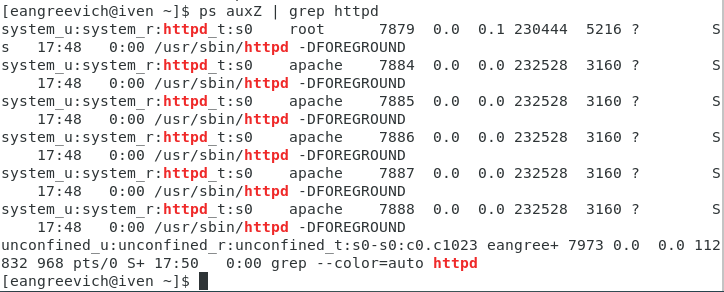 [eangreevich@iven ~]$ ps auxZ | grep httpd
system_u:system_r:httpd_t:s0    root      7879  0.0  0.1 230444  5216 ?        S
s   17:48   0:00 /usr/sbin/httpd -DFOREGROUND
system_u:system_r:httpd_t:s0    apache    7884  0.0  0.0 232528  3160 ?        S
    17:48   0:00 /usr/sbin/httpd -DFOREGROUND
system_u:system_r:httpd_t:s0    apache    7885  0.0  0.0 232528  3160 ?        S
    17:48   0:00 /usr/sbin/httpd -DFOREGROUND
system_u:system_r:httpd_t:s0    apache    7886  0.0  0.0 232528  3160 ?        S
    17:48   0:00 /usr/sbin/httpd -DFOREGROUND
system_u:system_r:httpd_t:s0    apache    7887  0.0  0.0 232528  3160 ?        S
    17:48   0:00 /usr/sbin/httpd -DFOREGROUND
system_u:system_r:httpd_t:s0    apache    7888  0.0  0.0 232528  3160 ?        S
    17:48   0:00 /usr/sbin/httpd -DFOREGROUND
unconfined_u:unconfined_r:unconfined_t:s0-s0:c0.c1023 eangree+ 7973 0.0  0.0 112
832 968 pts/0 S+ 17:50   0:00 grep --color=auto httpd
[eangreevich@iven ~]$